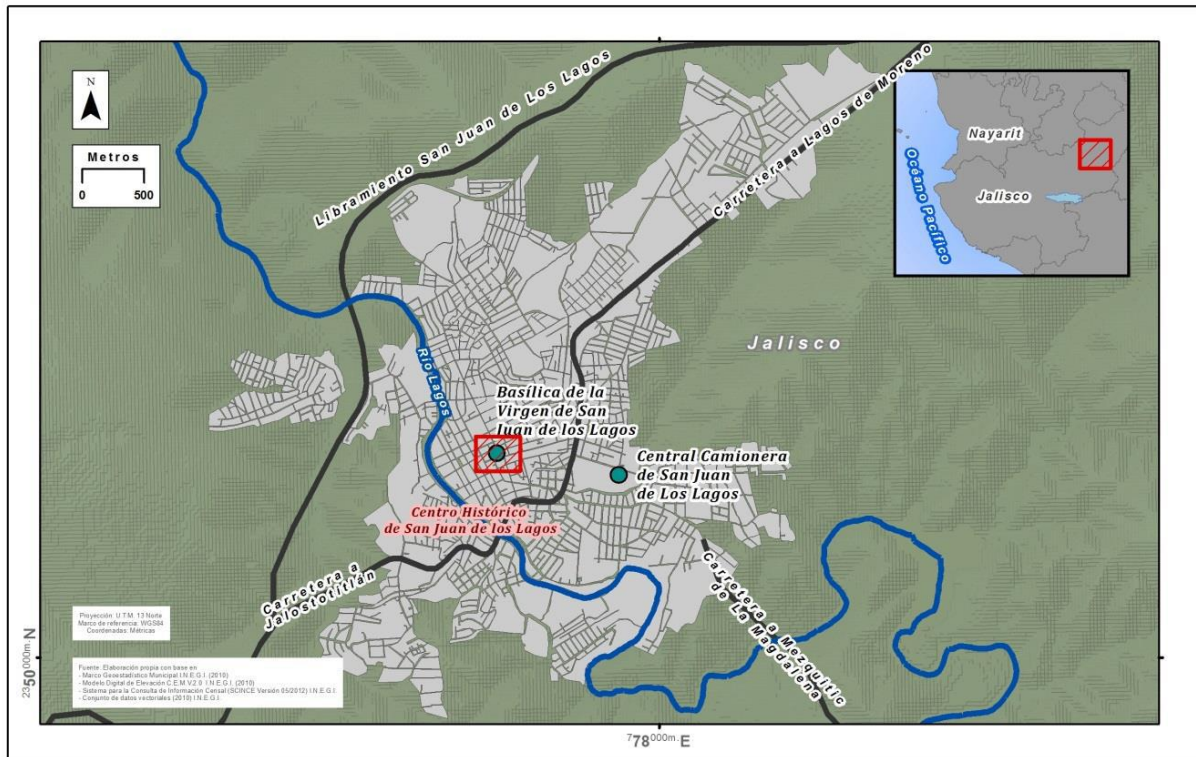 N
Metros
0 500
Libramiento San Juan de Los Lagos
Carretera a Lagos de Moreno
Nayarit
Jalisco
Océano Pacífico
Jalisco
Río Lagos
Basílica de la
Virgen de San
Juan de los Lagos
Central Camionera
de San Juan
de Los Lagos
Centro Histórico
de San Juan de los Lagos
Carretera a
Jalostotitlán
Carretera a Mezquitic
de La Magdalena
Proyección: U.T.M. 13 Norte
Marco de referencia: WGS84
Coordenadas: Métricas
Fuente: Elaboración propia con base en
- Marco Geoestadístico Municipal I.N.E.G.I. (2010)
- Modelo Digital de Elevación C.E.M V.2.0 I.N.E.G.I. (2010)
- Sistema para la Consulta de Información Censal (SCINCE Versión 05/2012) I.N.E.G.I.
- Conjunto de datos vectoriales (2010) I.N.E.G.I.
2350000m. N
778000m. E